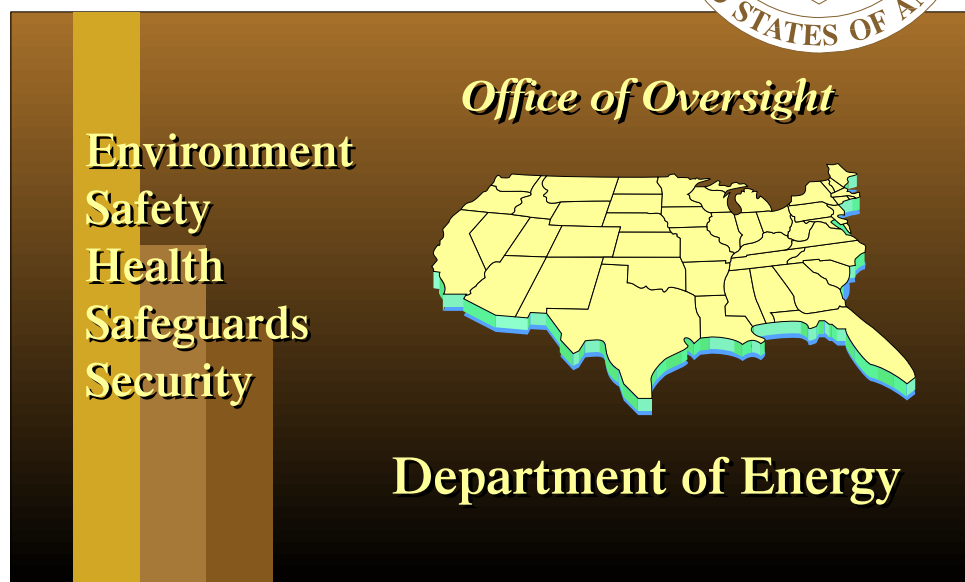 STATES OF
Office of Oversight
Environment
Safety
Health
Safeguards
Security
Department of Energy